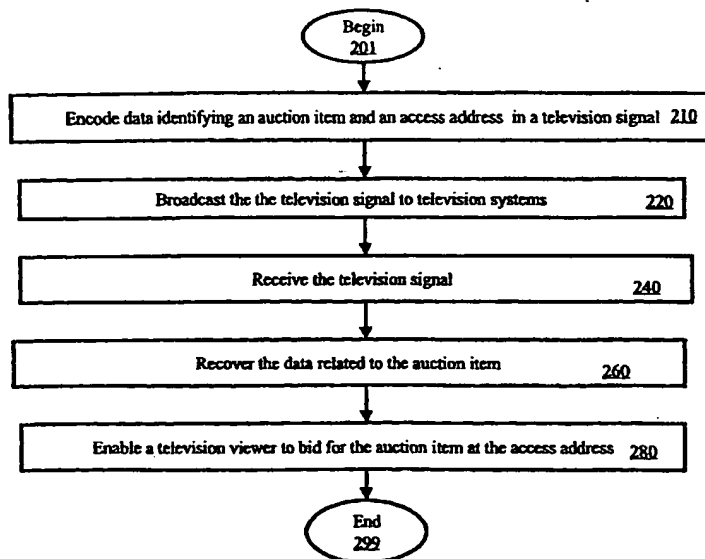 Begin
201
Encode data identifying an auction item and an access address in a television signal 210
Broadcast the the television signal to television systems 220
Receive the television signal 240
Recover the data related to the auction item 260
Enable a television viewer to bid for the auction item at the access address 280
End
299